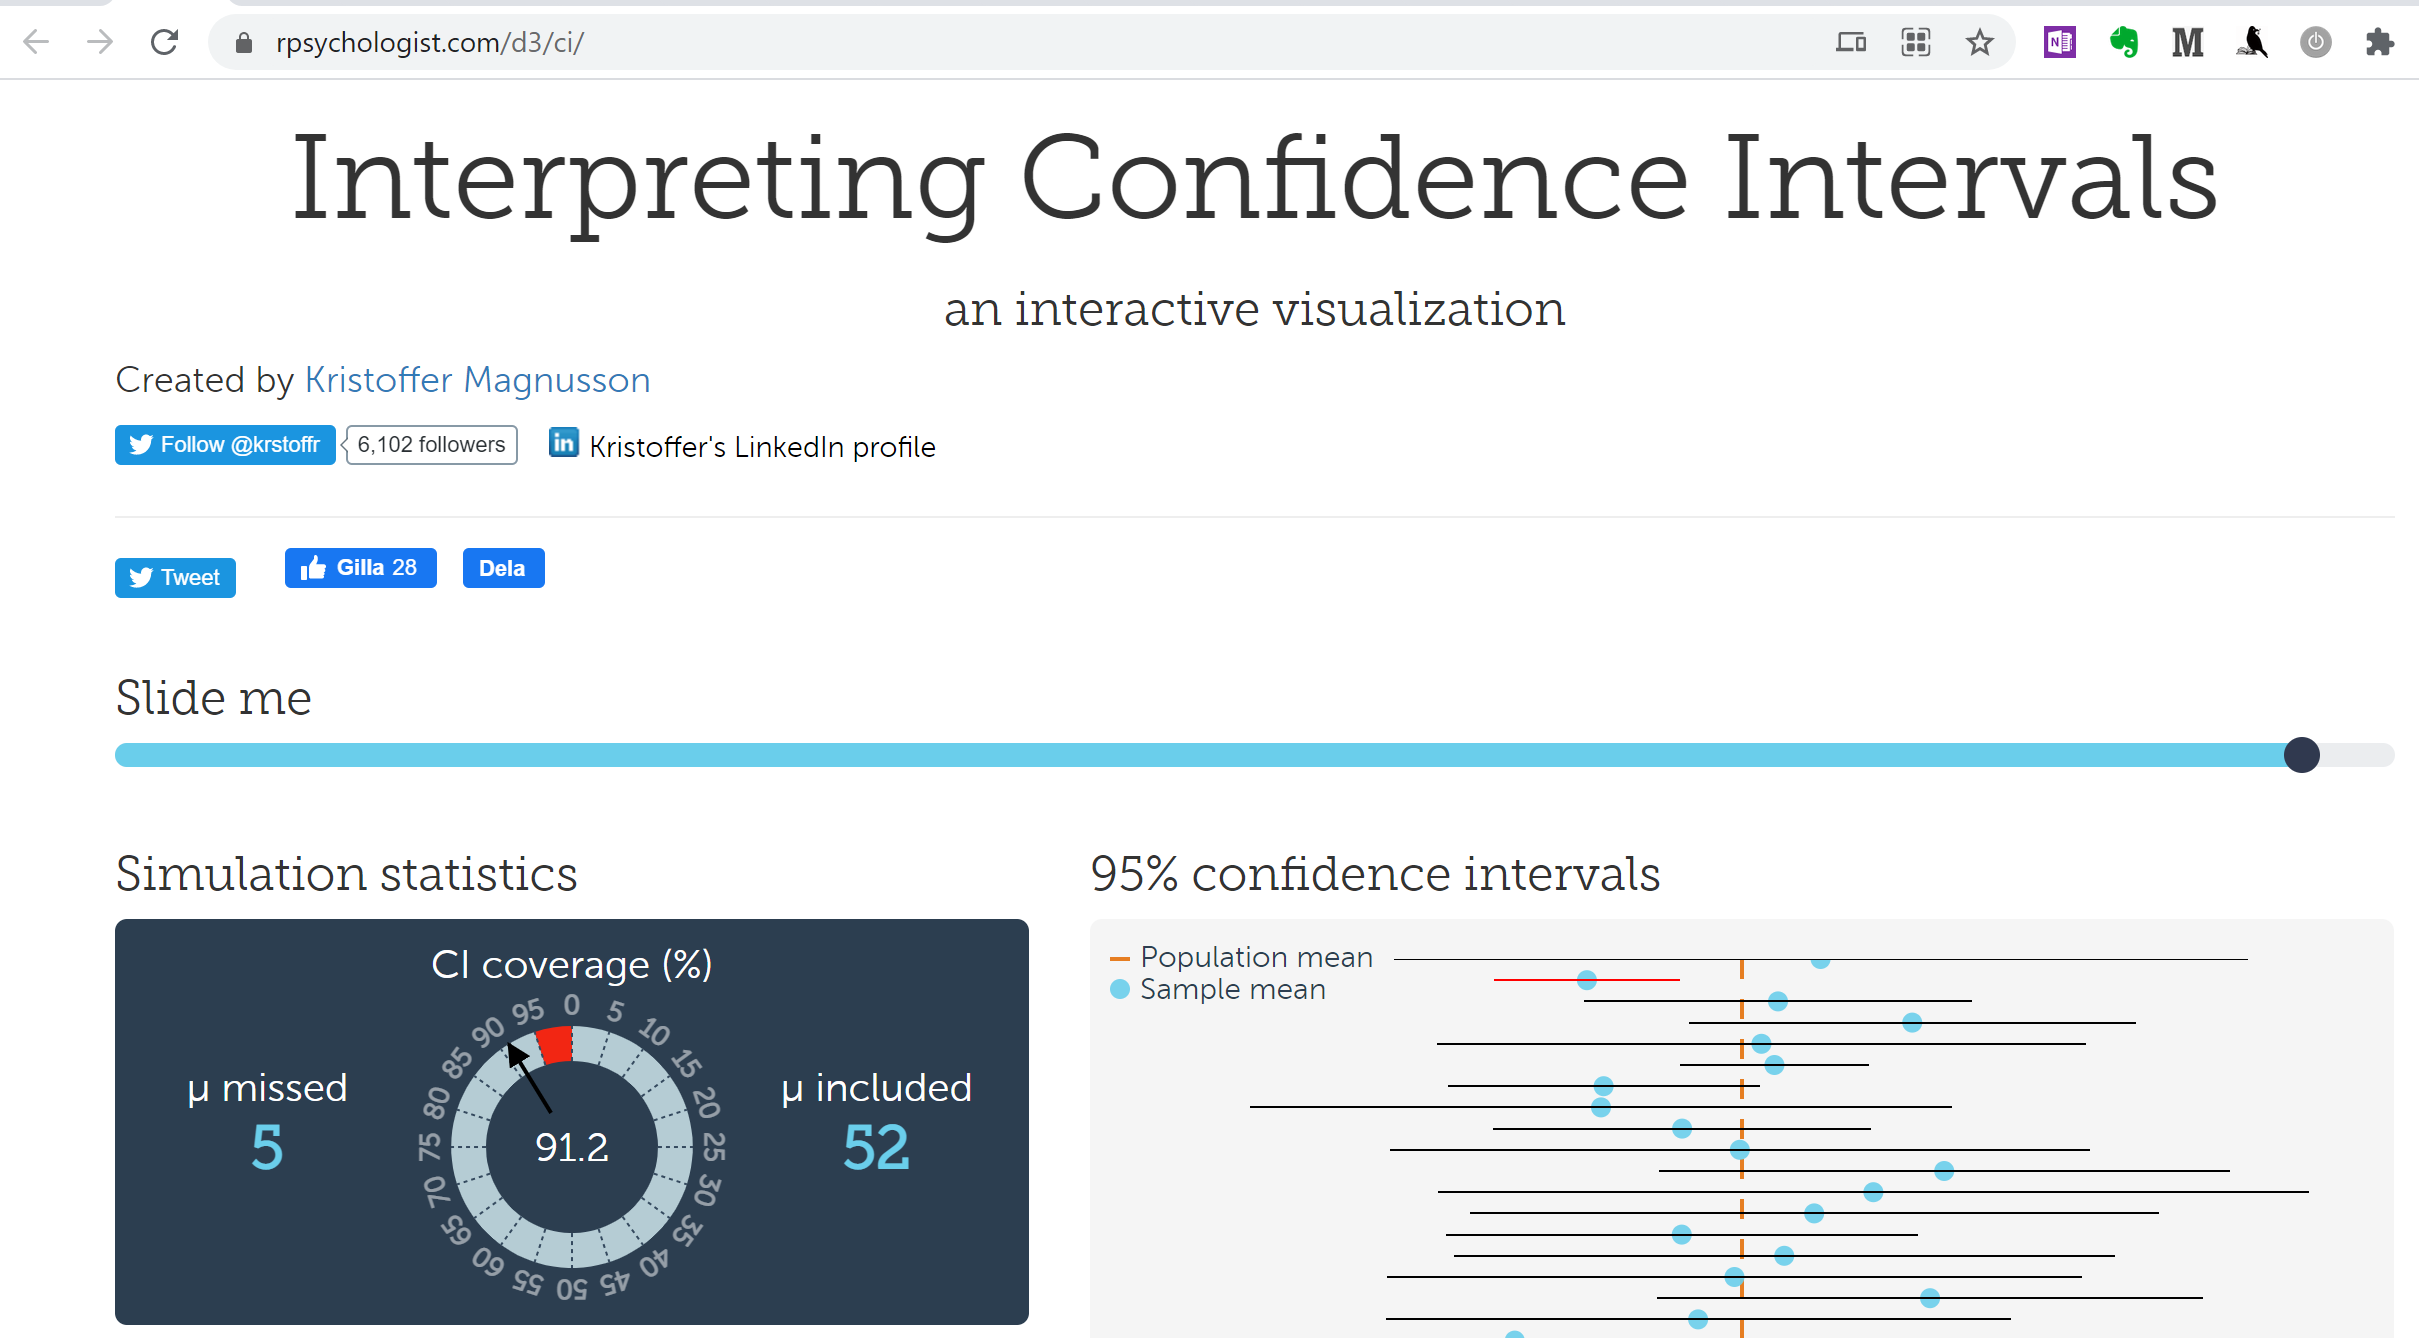 rpsychologist.com/d3/ci/
N
M
Interpreting Confidence Intervals
an interactive visualization
Created by Kristoffer Magnusson
Follow @krstoffr
6,102 followers
in
Kristoffer's LinkedIn profile
Tweet
Gilla 28
Dela
Slide me
Simulation statistics
CI coverage (%)
0
5
10
15
20
25
30
35
40
45
50
55
60
65
70
75
80
85
90
95
91.2
μ missed
5
μ included
52
95% confidence intervals
Population mean
Sample mean